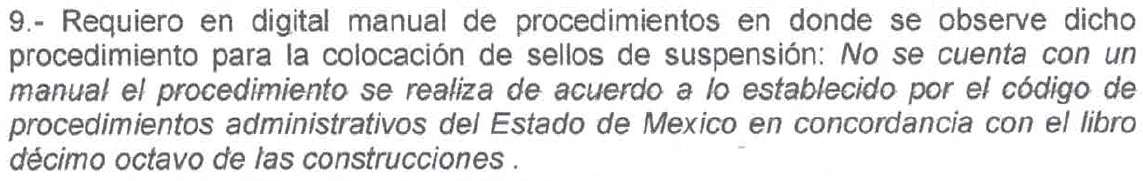 9.- Requiero en digital manual de procedimientos en donde se observe dicho
procedimiento para la colocación de sellos de suspensión: No se cuenta con un
manual el procedimiento se realiza de acuerdo a lo establecido por el código de
procedimientos administrativos del Estado de Mexico en concordancia con el libro
décimo octavo de las construcciones .